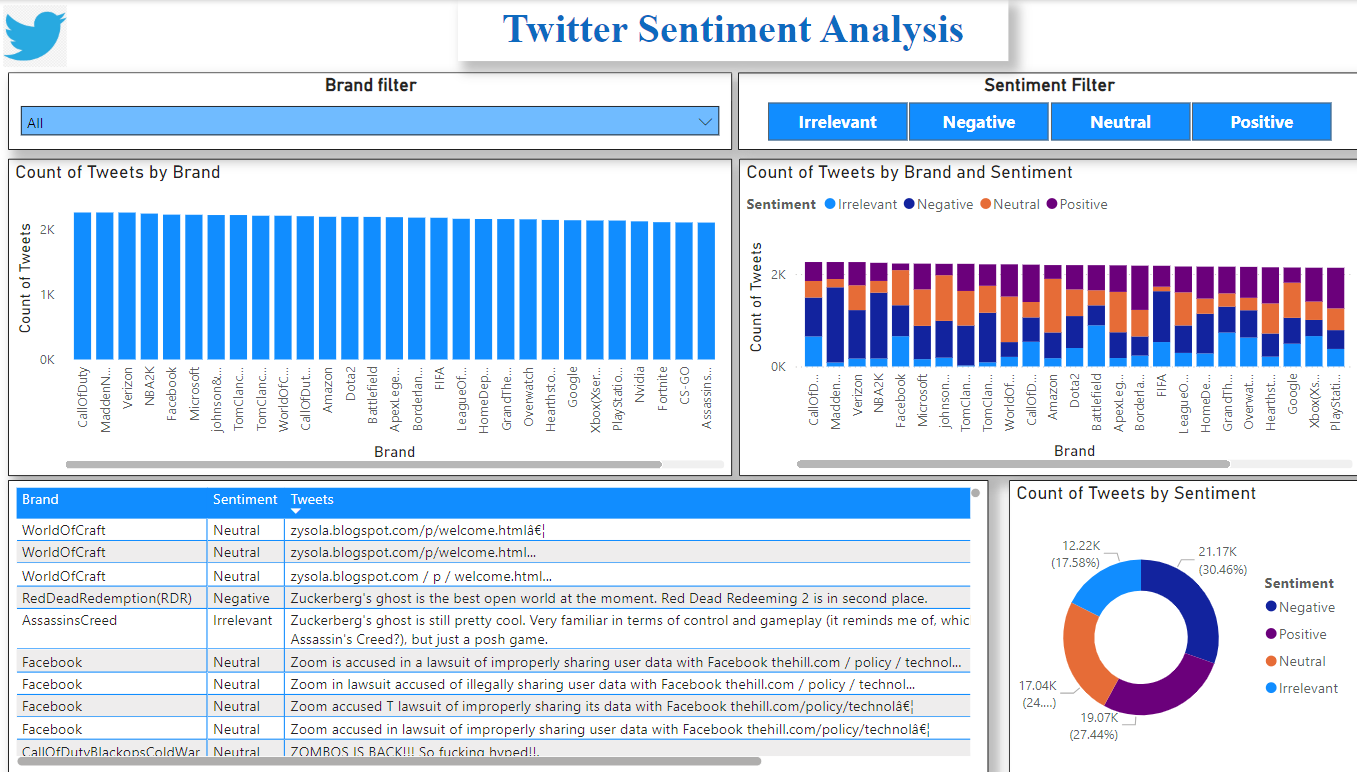 Twitter Sentiment Analysis
Brand filter
All
Sentiment Filter
Irrelevant Negative Neutral Positive
Count of Tweets by Brand
Count of Tweets
2K
1K
0K
CallOfDuty
MaddenN...
Verizon
NBA2K
Facebook
Microsoft
johnson&...
TomClanc...
TomClanc...
WorldOfC...
CallOfDut...
Amazon
Dota2
Battlefield
ApexLege...
Borderlan...
FIFA
LeagueOf...
HomeDep...
GrandThe...
Overwatch
Hearthsto...
Google
Xbox(Xser...
PlayStatio...
Nvidia
Fortnite
CS-GO
Assassins...
Brand
Count of Tweets by Brand and Sentiment
Sentiment Irrelevant Negative Neutral Positive
Count of Tweets
2K
0K
CallOfD...
Madden...
Verizon
NBA2K
Facebook
Microsoft
johnson...
TomClan...
TomClan...
WorldOf...
CallOfD...
Amazon
Dota2
Battlefield
ApexLeg...
Borderla...
FIFA
LeagueO...
HomeDe...
GrandTh...
Overwat...
Hearthst...
Google
Xbox(Xs...
PlayStati...
Brand
Brand Sentiment Tweets
WorldOfCraft Neutral zysola.blogspot.com/p/welcome.htmlâ€¦
WorldOfCraft Neutral zysola.blogspot.com/p/welcome.html...
WorldOfCraft Neutral zysola.blogspot.com / p / welcome.html...
RedDeadRedemption(RDR) Negative Zuckerberg's ghost is the best open world at the moment. Red Dead Redeeming 2 is in second place.
AssassinsCreed Irrelevant Zuckerberg's ghost is still pretty cool. Very familiar in terms of control and gameplay (it reminds me of, whic
Assassin's Creed?), but just a posh game.
Facebook Neutral Zoom is accused in a lawsuit of improperly sharing user data with Facebook thehill.com / policy / technol...
Facebook Neutral Zoom in lawsuit accused of illegally sharing user data with Facebook thehill.com / policy / technol...
Facebook Neutral Zoom accused T lawsuit of improperly sharing its data with Facebook thehill.com/policy/technolâ€¦
Facebook Neutral Zoom accused in lawsuit of improperly sharing user data with Facebook thehill.com/policy/technolâ€¦
CallOfDutyBlackopsColdWar Neutral ZOMBOS IS BACK!!! So fucking hyped!!.
Count of Tweets by Sentiment
12.22K
(17.58%)
21.17K
(30.46%)
17.04K
(24....)
19.07K
(27.44%)
Sentiment
Negative
Positive
Neutral
Irrelevant